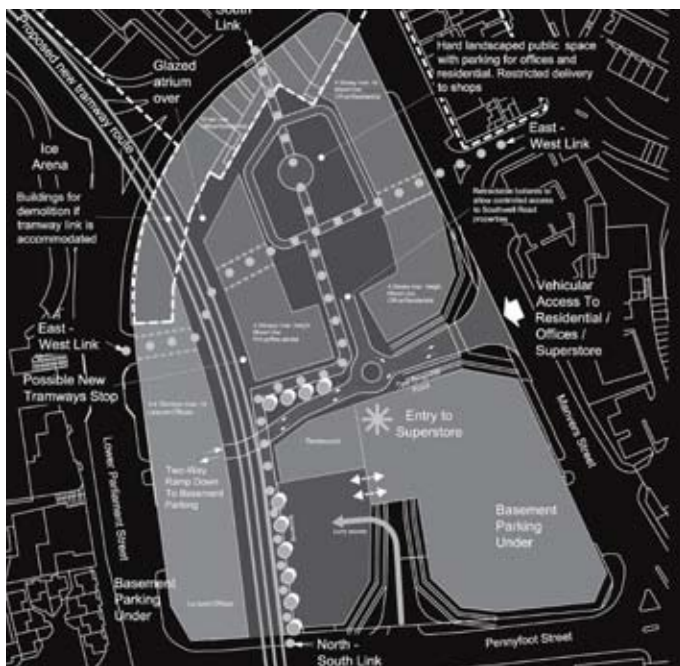 South
Link
Proposed new tramway route
Glazed
atrium
over
Hard landscaped public space
with parking for offices and
residential. Restricted delivery
to shops
Ice
Arena
East -
West Link
Buildings for
demolition if
tramway link is
accommodated
Retractable bollards to
allow controlled access
to Southwell Road
properties
Vehicular
Access To
Residential /
Offices /
Superstore
East -
West Link
Possible New
Tramways Stop
Entry to
Superstore
Manvers Street
Lower Parliament Street
Two-Way
Ramp Down
To Basement
Parking
Basement
Parking
Under
Basement
Parking
Under
Pennyfoot Street
North -
South Link